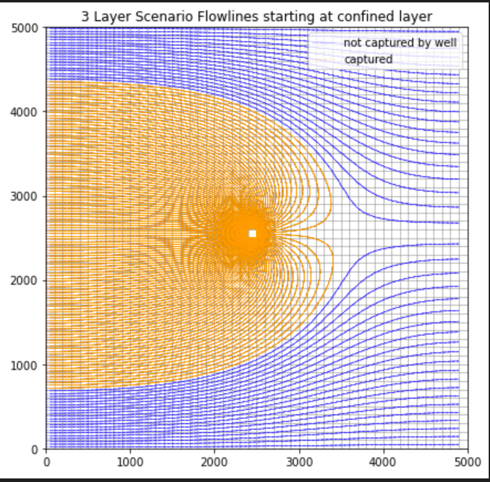 3 Layer Scenario Flowlines starting at confined layer
5000
not captured by well
captured
4000
3000
2000
1000
0
0 1000 2000 3000 4000 5000